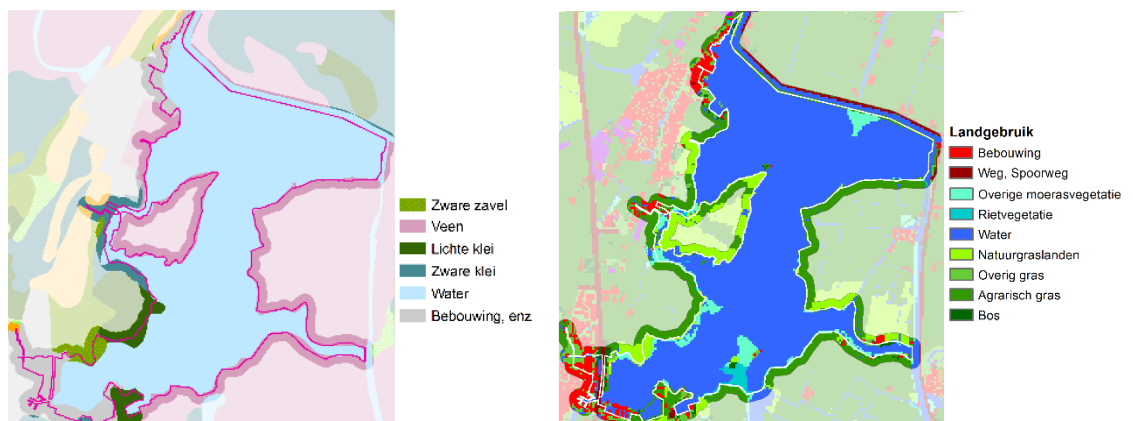 Zware zavel
Veen
Lichte klei
Zware klei
Water
Bebouwing, enz.
Landgebruik
Bebouwing
Weg, Spoorweg
Overige moerasvegetatie
Rietvegetatie
Water
Natuurgraslanden
Overig gras
Agrarisch gras
Bos